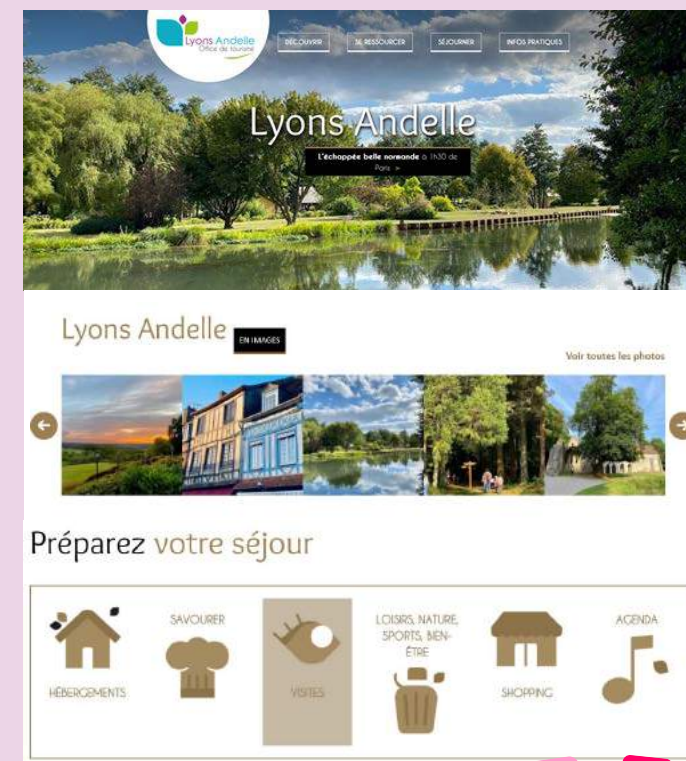 Lyons Andelle
Office de tourisme
DÉCOUVRIR
SE RESSOURCER
SÉJOURNER
INFOS PRATIQUES
Lyons Andelle
L'échappée belle normande à 1h30 de
Paris »
Lyons Andelle
EN IMAGES
Voir toutes les photos
Préparez votre séjour
HÉBERGEMENTS
SAVOURER
VISITES
LOISIRS, NATURE,
SPORTS, BIEN-
ÊTRE
SHOPPING
AGENDA